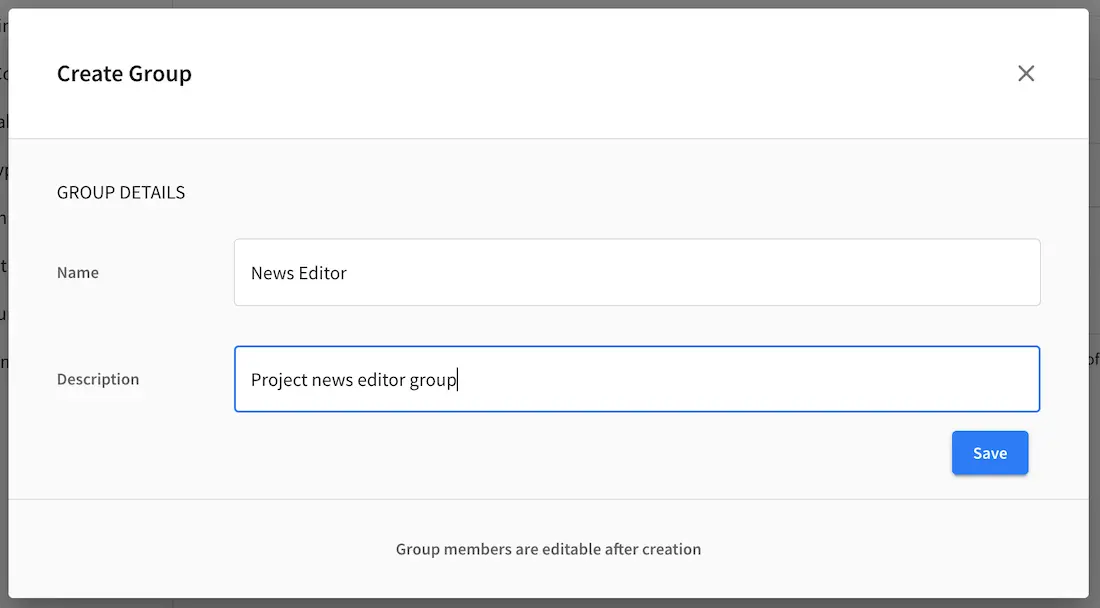 Create Group
GROUP DETAILS
Name
News Editor
Description
Project news editor group
Save
Group members are editable after creation